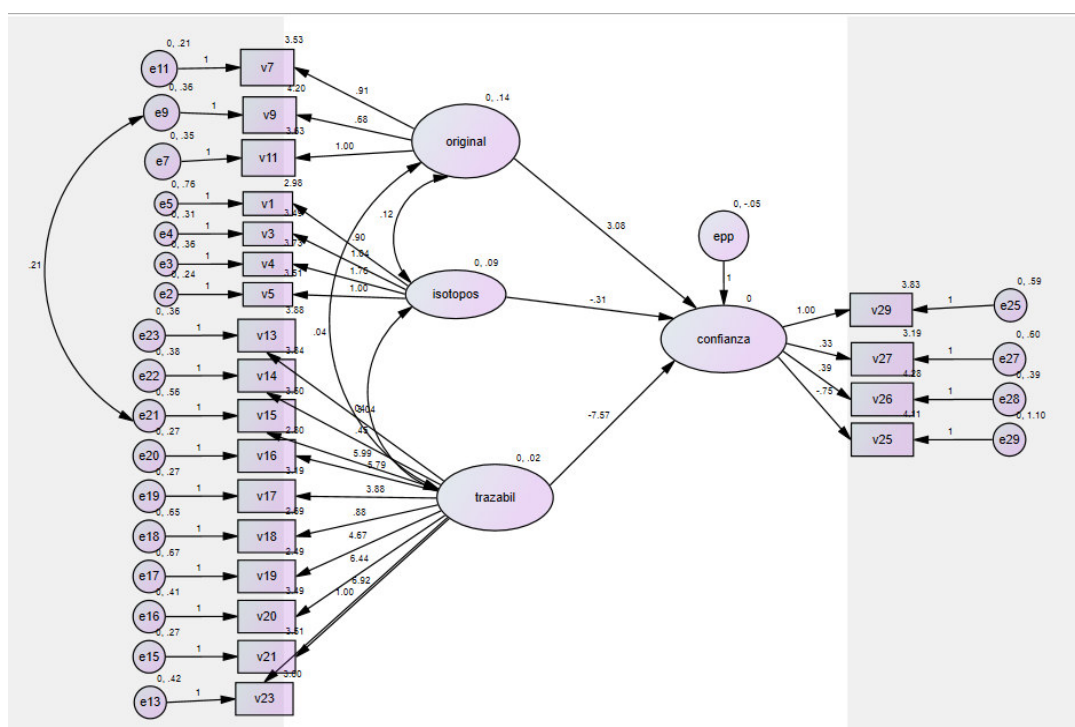 0, .21
3.53
e11
1
v7
.91
0, .36
4.20
e9
1
v9
.68
0, .14
original
0, .35
e7
1
v11
1.00
0, .76
2.98
e5
1
v1
.90
.12
3.08
0, .31
e4
1
v3
0, -.05
epp
1
0, .36
3.73
e3
1
v4
1.76
0, .09
isotopos
.21
0, .24
e2
1
v5
1.00
-.31
0
confianza
0, .36
3.88
e23
1
v13
.04
1.00
3.83
v29
1
0, .59
e25
0, .38
3.84
e22
1
v14
.33
3.19
v27
1
0, .60
e27
0, .56
e21
1
v15
.39
4.28
v26
1
0, .39
e28
0, .27
e20
1
v16
5.99
5.79
-.75
4.11
v25
1
0, 1.10
e29
-7.57
0, .27
3.19
e19
1
v17
3.88
0, .02
trazabil
0, .65
e18
1
v18
.88
0, .67
2.49
e17
1
v19
4.67
0, .41
3.49
e16
1
v20
6.44
6.92
1.00
0, .27
3.51
e15
1
v21
0, .42
3.60
e13
1
v23